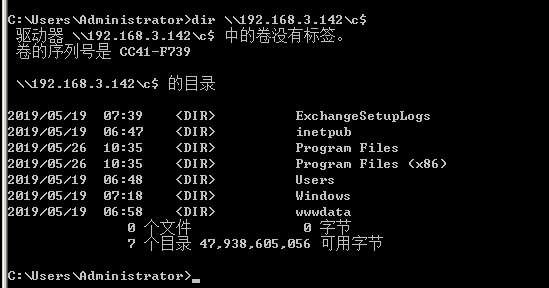 C:\Users\Administrator>dir \\192.168.3.142\c$
驱动器 \\192.168.3.142\c$ 中的卷没有标签。
卷的序列号是 CC41-F739
\\192.168.3.142\c$ 的目录
2019/05/19  07:39    <DIR>          ExchangeSetupLogs
2019/05/19  06:47    <DIR>          inetpub
2019/05/26  10:35    <DIR>          Program Files
2019/05/26  10:35    <DIR>          Program Files (x86)
2019/05/19  06:48    <DIR>          Users
2019/05/19  07:18    <DIR>          Windows
2019/05/19  06:58    <DIR>          wwwdata
0 个文件              0 字节
7 个目录 47,938,605,056 可用字节
C:\Users\Administrator>_